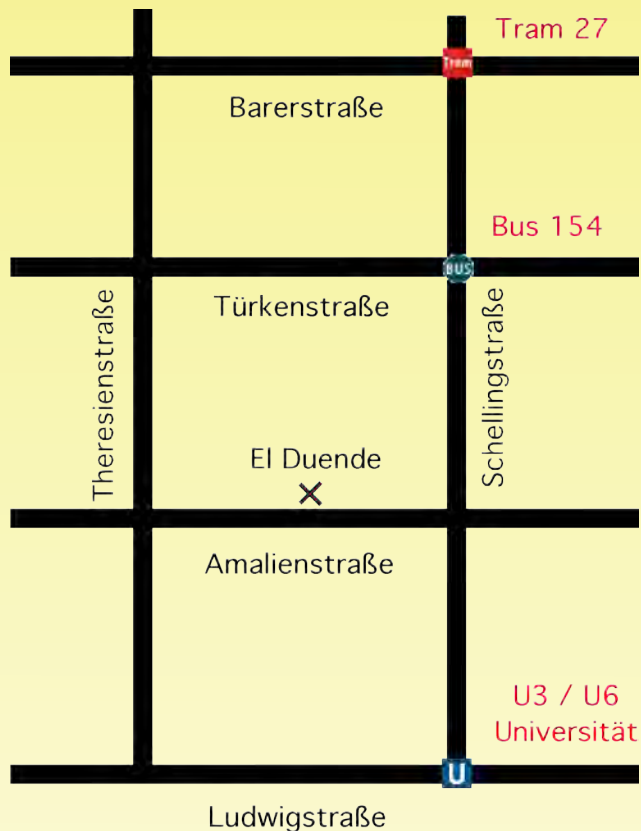 Tram 27
Tram
Barerstraße
Bus 154
BUS
Türkenstraße
Theresienstraße
Schellingstraße
El Duende
Amalienstraße
U3 / U6
Universität
U
Ludwigstraße